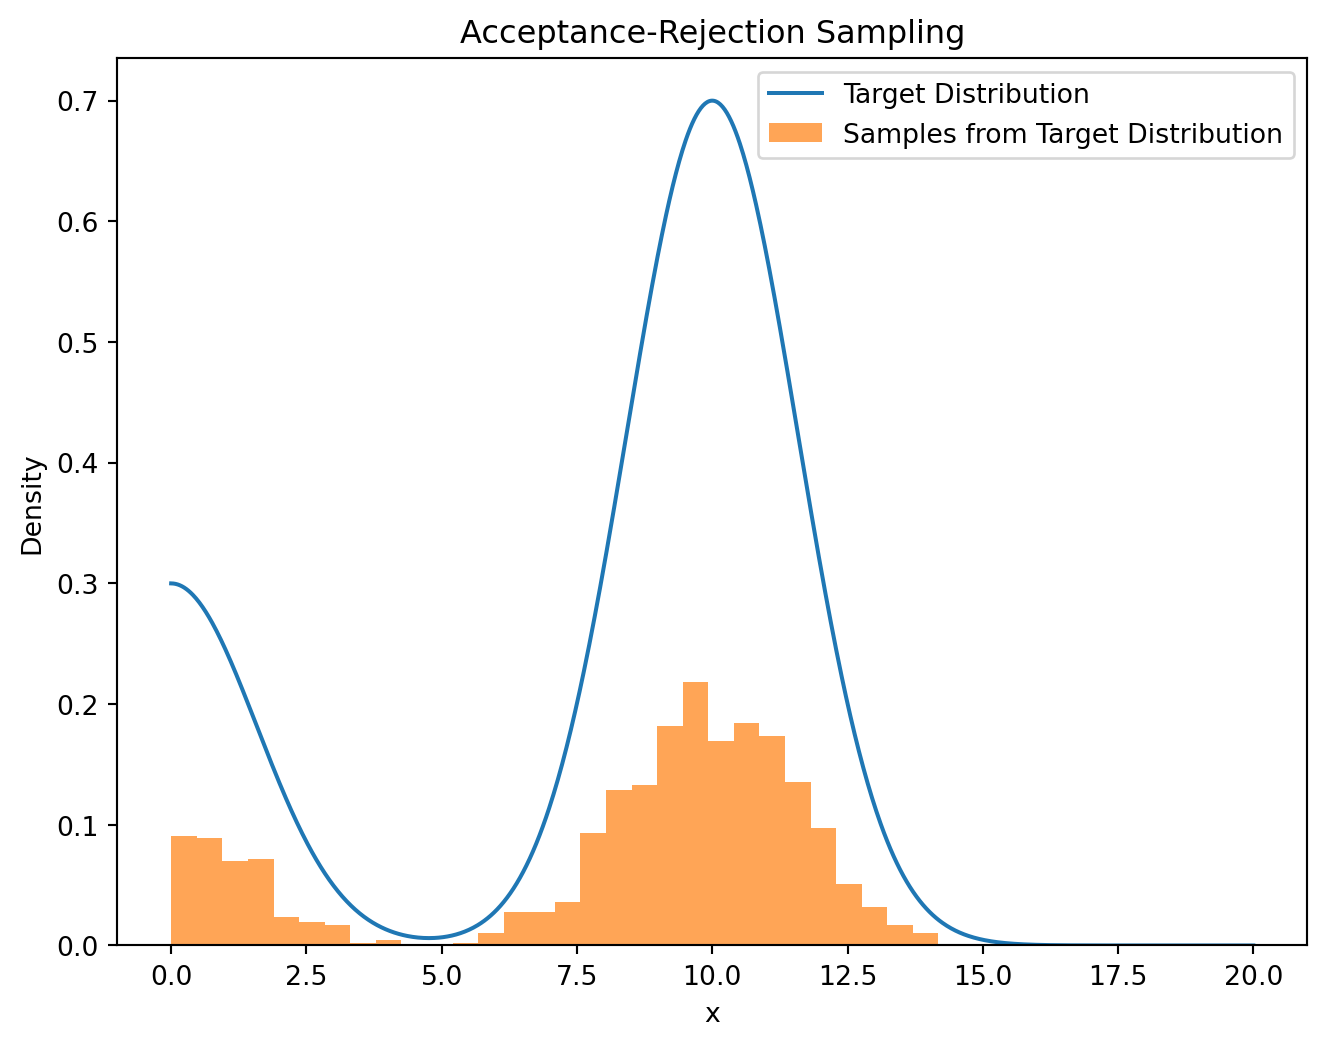 Acceptance-Rejection Sampling
Target Distribution
Samples from Target Distribution
0.7
0.6
0.5
0.4
0.3
0.2
0.1
0.0
Density
0.0 2.5 5.0 7.5 10.0 12.5 15.0 17.5 20.0
x